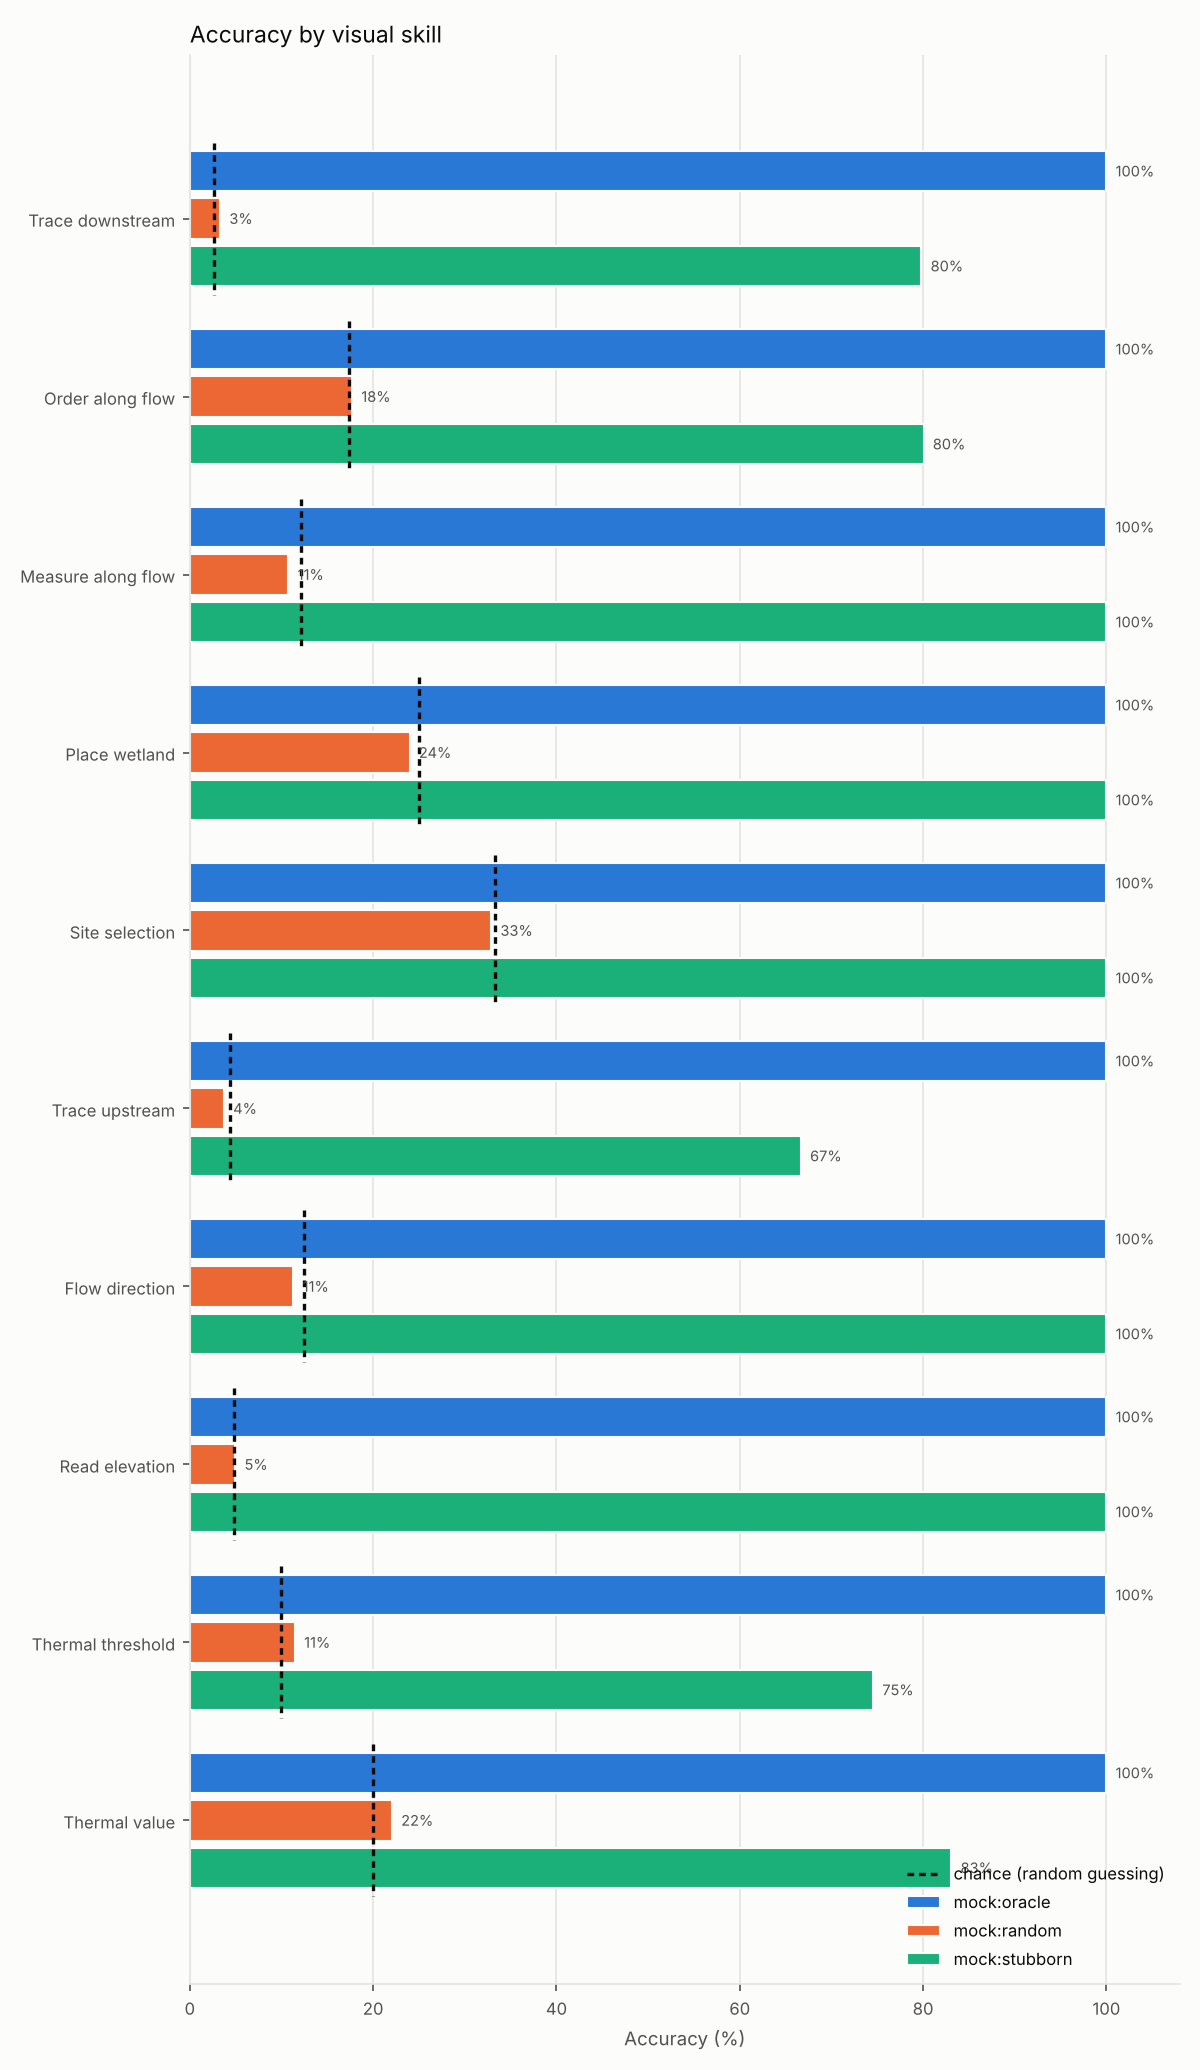 Accuracy by visual skill
100%
Trace downstream
3%
80%
100%
Order along flow
18%
80%
100%
Measure along flow
11%
100%
100%
Place wetland
24%
100%
100%
Site selection
33%
100%
100%
Trace upstream
4%
67%
100%
Flow direction
11%
100%
100%
Read elevation
5%
100%
100%
Thermal threshold
11%
75%
100%
Thermal value
22%
83%
chance (random guessing)
mock:oracle
mock:random
mock:stubborn
0 20 40 60 80 100
Accuracy (%)